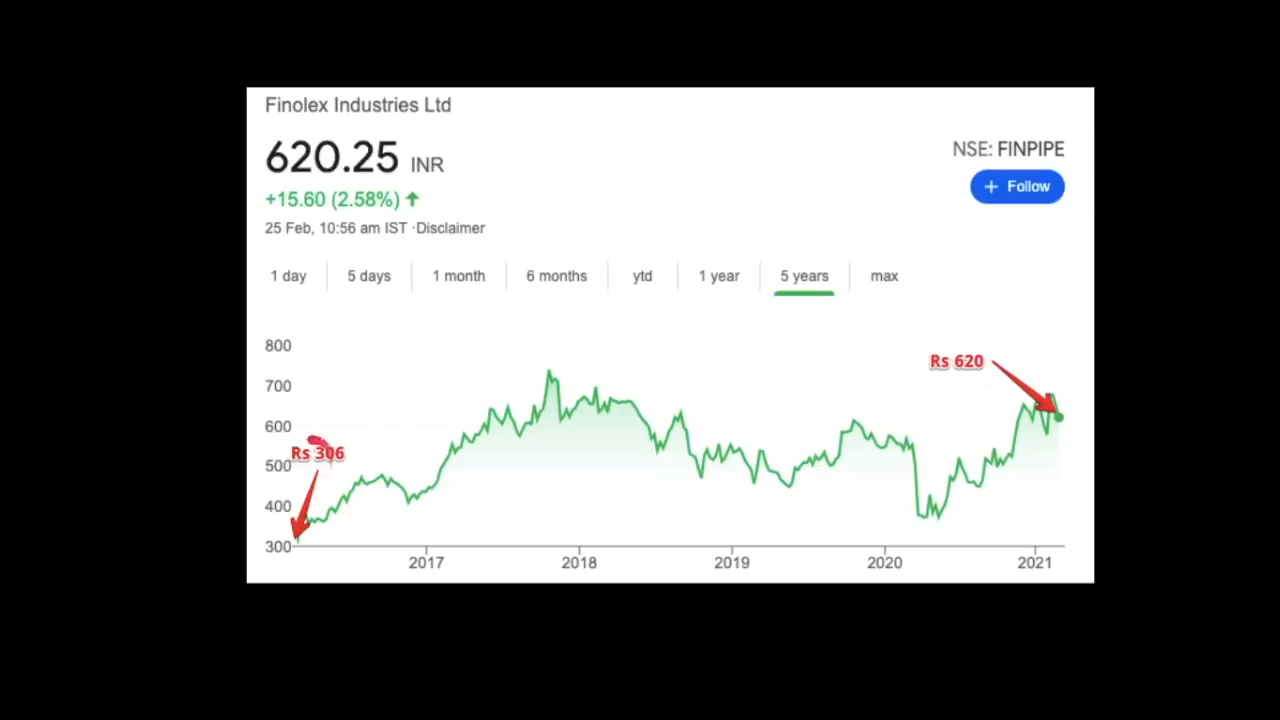 Finolex Industries Ltd
620.25 INR
NSE: FINPIPE
+15.60 (2.58%) ↑
+ Follow
25 Feb, 10:56 am IST ·Disclaimer
1 day 5 days 1 month 6 months ytd 1 year 5 years max
800
Rs 620
700
600
Rs 306
500
400
300
2017 2018 2019 2020 2021